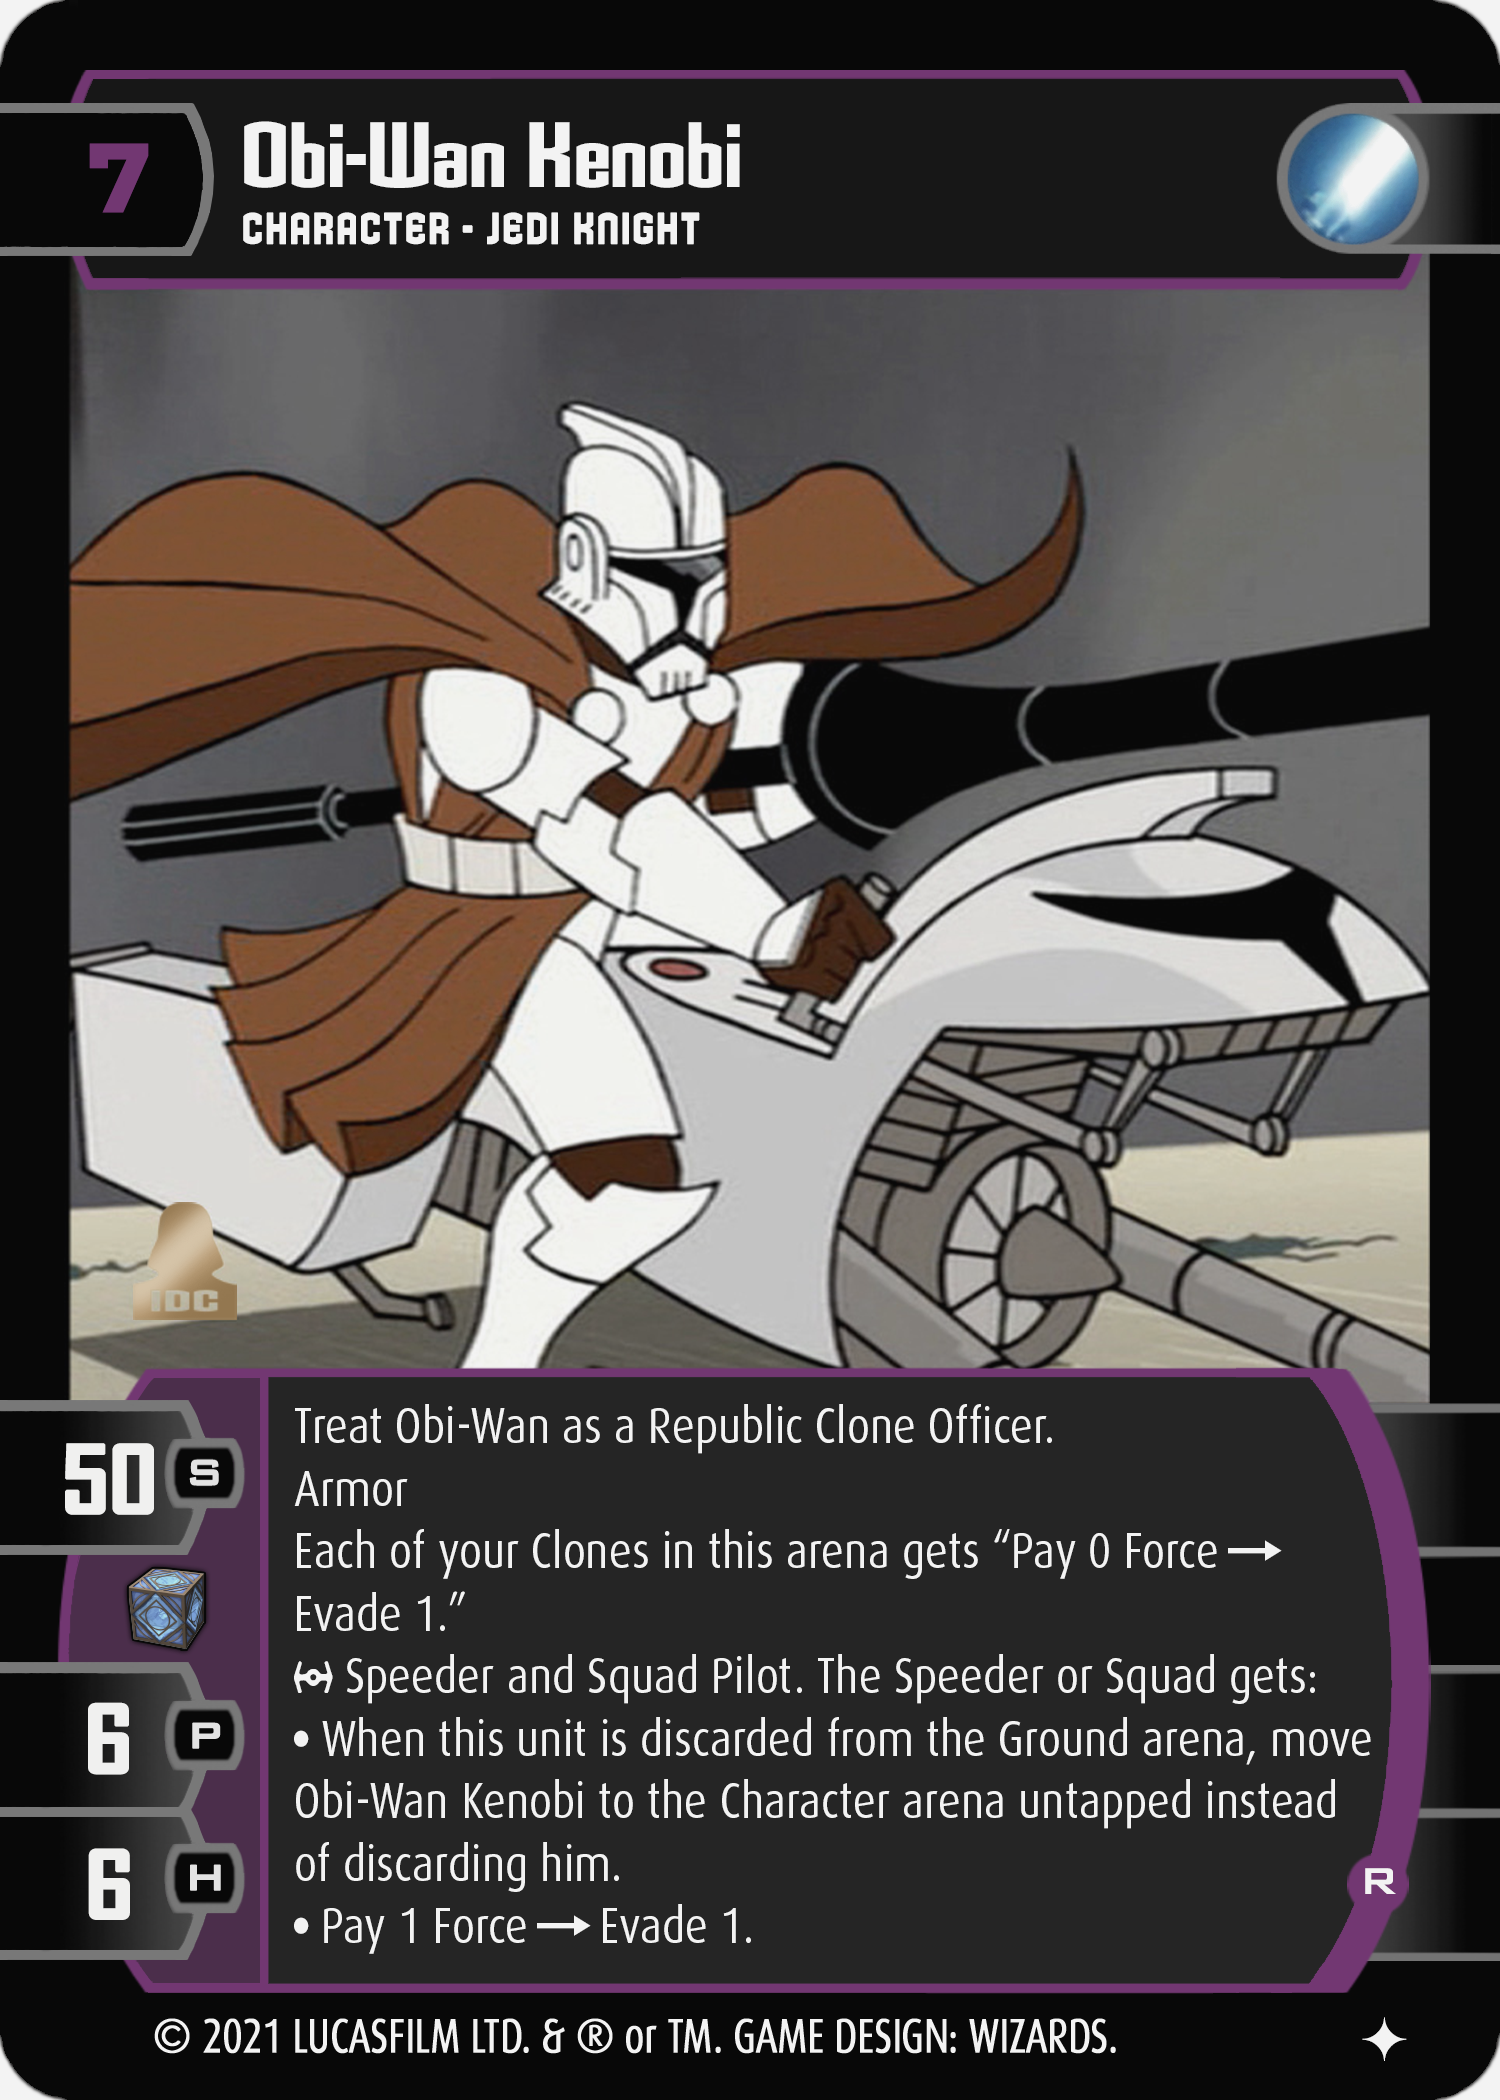 7
Obi-Wan Kenobi
CHARACTER - JEDI KNIGHT
IDC
50 S
6 P
6 H
Treat Obi-Wan as a Republic Clone Officer.
Armor
Each of your Clones in this arena gets “Pay 0 Force →
Evade 1.”
Speeder and Squad Pilot. The Speeder or Squad gets:
• When this unit is discarded from the Ground arena, move
Obi-Wan Kenobi to the Character arena untapped instead
of discarding him.
• Pay 1 Force → Evade 1.
R
© 2021 LUCASFILM LTD. & ® or TM. GAME DESIGN: WIZARDS.